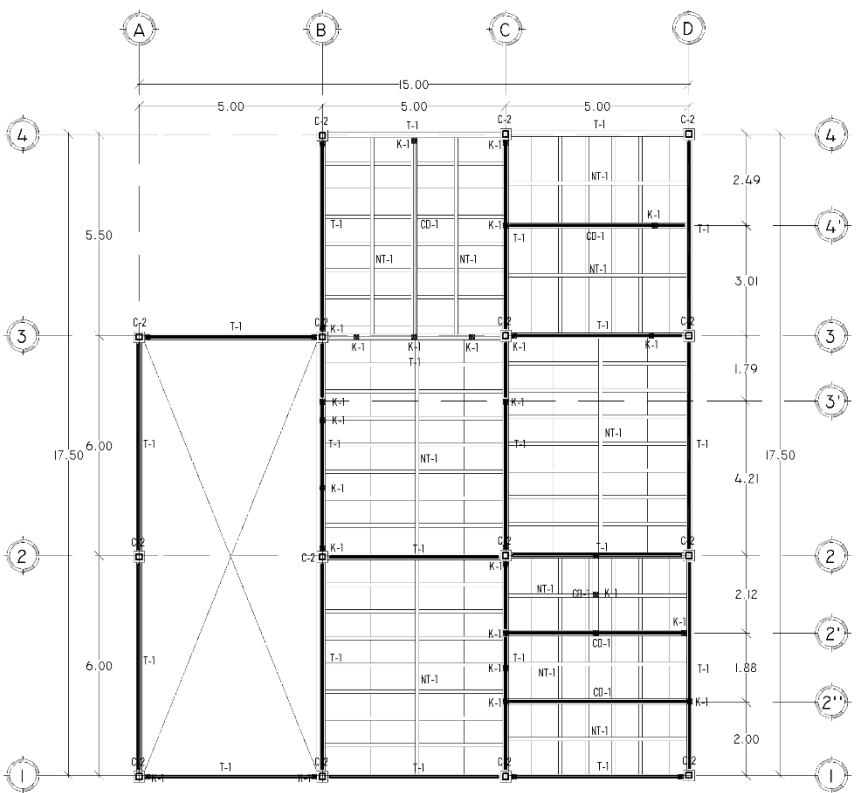 A B C D
15.00
5.00 5.00 5.00
C-2 T-1 C-2 T-1 C-2
4 4
K-1 K-1
2.49
NT-1
K-1
5.50 T-1 CD-1 K-1 T-1 CD-1 T-1 4'
NT-1 NT-1 NT-1 3.01
C-2 T-1 C-2 K-1 C-2 T-1 C-2
3 K-1 K-1 K-1 K-1 K-1 3
T-1
1.79
K-1 K-1 3'
K-1
17.50 6.00 T-1 T-1 NT-1 T-1 NT-1 T-1 17.50
4.21
K-1
C-2 K-1 T-1 C-2 T-1 C-2
2 C-2 2
K-1
NT-1 CD-1 K-1 2.12
K-1 K-1
CD-1 2'
6.00 T-1 T-1 T-1 T-1
NT-1 NT-1 1.88
CD-1
K-1 K-1 2''
NT-1 2.00
C-2 T-1 C-2 T-1 C-2 T-1 C-2
1 K-1 K-1 1